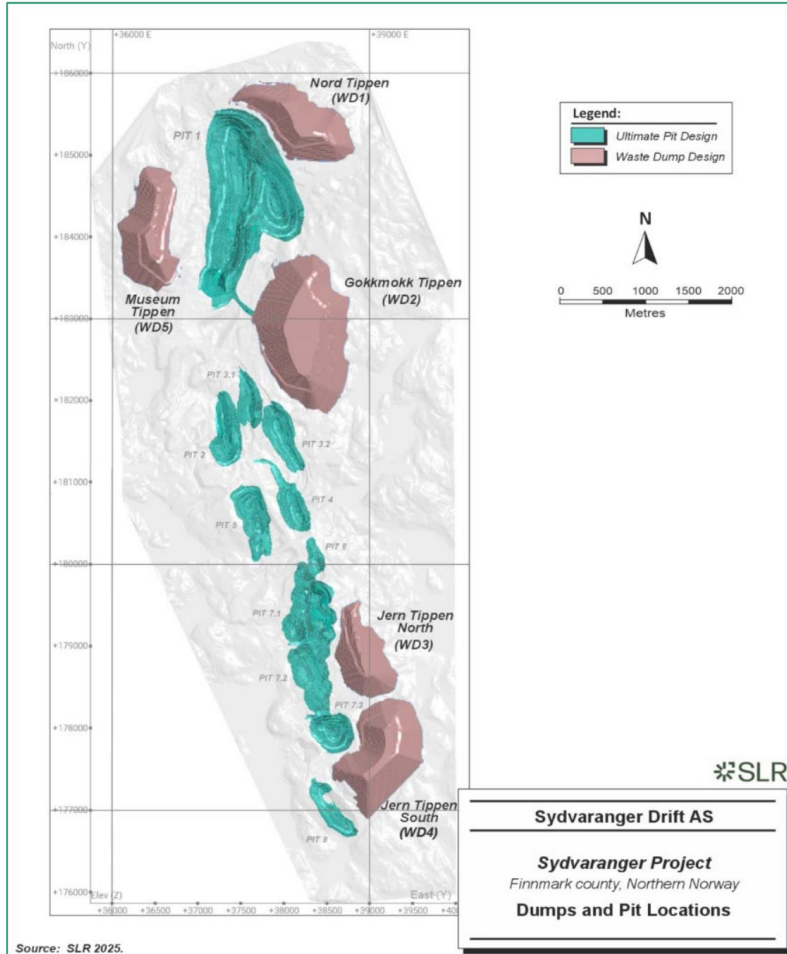 +36000 E
+39000 E
North (Y)
+186000
Nord Tippen
(WD1)
PIT 1
+185000
+184000
Gokkmokk Tippen
(WD2)
Museum
Tippen
(WD5)
+183000
PIT 3.1
+182000
PIT 2
PIT 3.2
+181000
PIT 4
PIT 5
PIT 6
+180000
Jern Tippen
North
(WD3)
PIT 7.1
+179000
PIT 7.2
PIT 7.3
+178000
Jern Tippen
South
(WD4)
+177000
PIT 8
+176000
Elev (Z)
East (Y)
+36000 +36500 +37000 +37500 +38000 +38500 +39000 +39500 +400
Legend:
Ultimate Pit Design
Waste Dump Design
N
0 500 1000 1500 2000
Metres
SLR
Sydvaranger Drift AS
Sydvaranger Project
Finnmark county, Northern Norway
Dumps and Pit Locations
Source: SLR 2025.